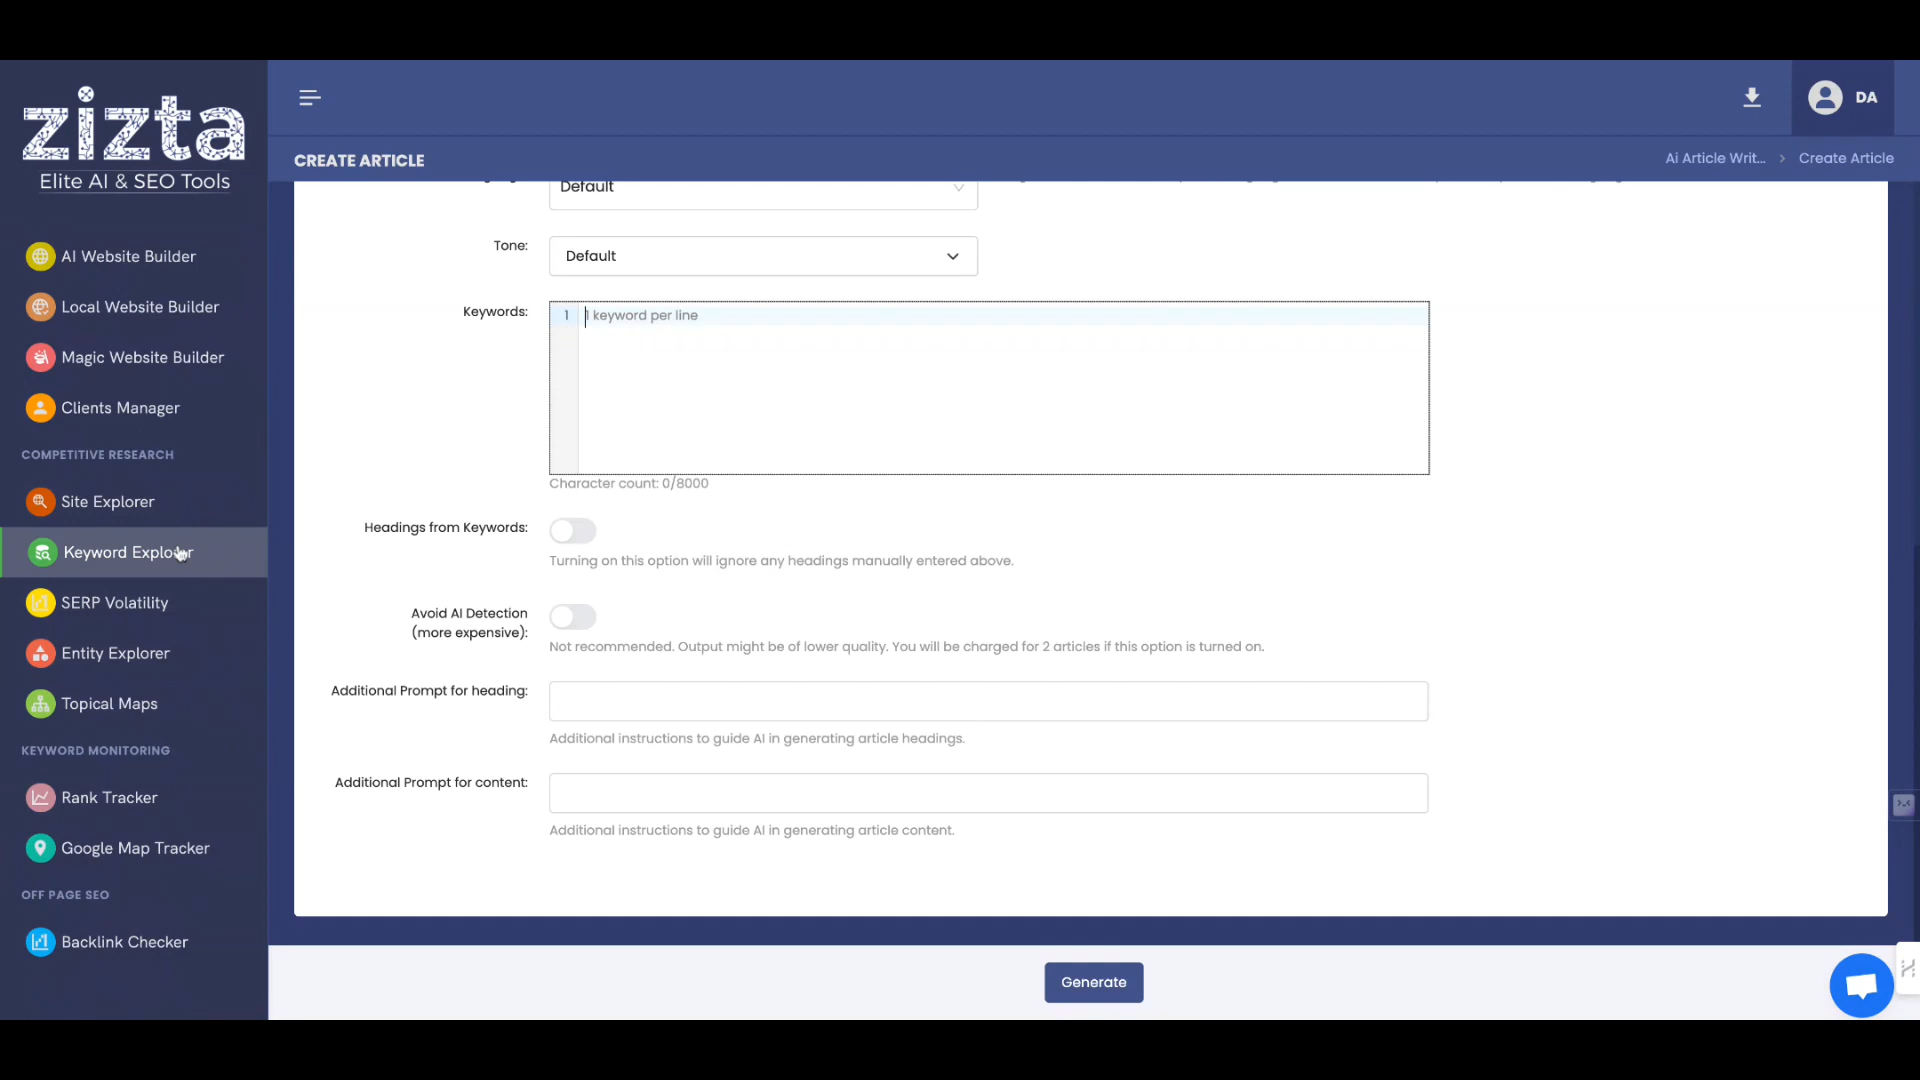 zizta
Elite AI & SEO Tools
DA
CREATE ARTICLE
Ai Article Writ... > Create Article
AI Website Builder
Local Website Builder
Magic Website Builder
Clients Manager
COMPETITIVE RESEARCH
Site Explorer
Keyword Explorer
SERP Volatility
Entity Explorer
Topical Maps
KEYWORD MONITORING
Rank Tracker
Google Map Tracker
OFF PAGE SEO
Backlink Checker
Default
Tone: Default
Keywords: 1 1 keyword per line
Character count: 0/8000
Headings from Keywords:
Turning on this option will ignore any headings manually entered above.
Avoid AI Detection
(more expensive):
Not recommended. Output might be of lower quality. You will be charged for 2 articles if this option is turned on.
Additional Prompt for heading:
Additional instructions to guide AI in generating article headings.
Additional Prompt for content:
Additional instructions to guide AI in generating article content.
Generate